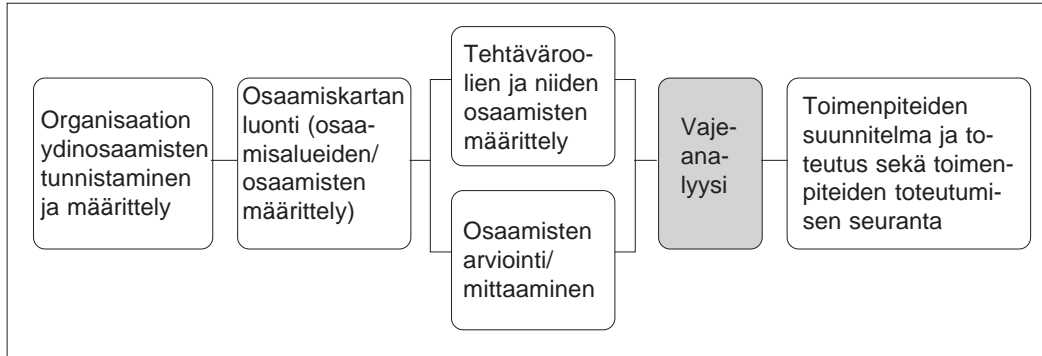 Organisaation
ydinosaamisten
tunnistaminen
ja määrittely
Osaamiskartan
luonti (osaa-
misalueiden/
osaamisten
määrittely)
Tehtäväroo-
lien ja niiden
osaamisten
määrittely
Osaamisten
arviointi/
mittaaminen
Vaje-
ana-
lyysi
Toimenpiteiden
suunnitelma ja to-
teutus sekä toimen-
piteiden toteutumi-
sen seuranta